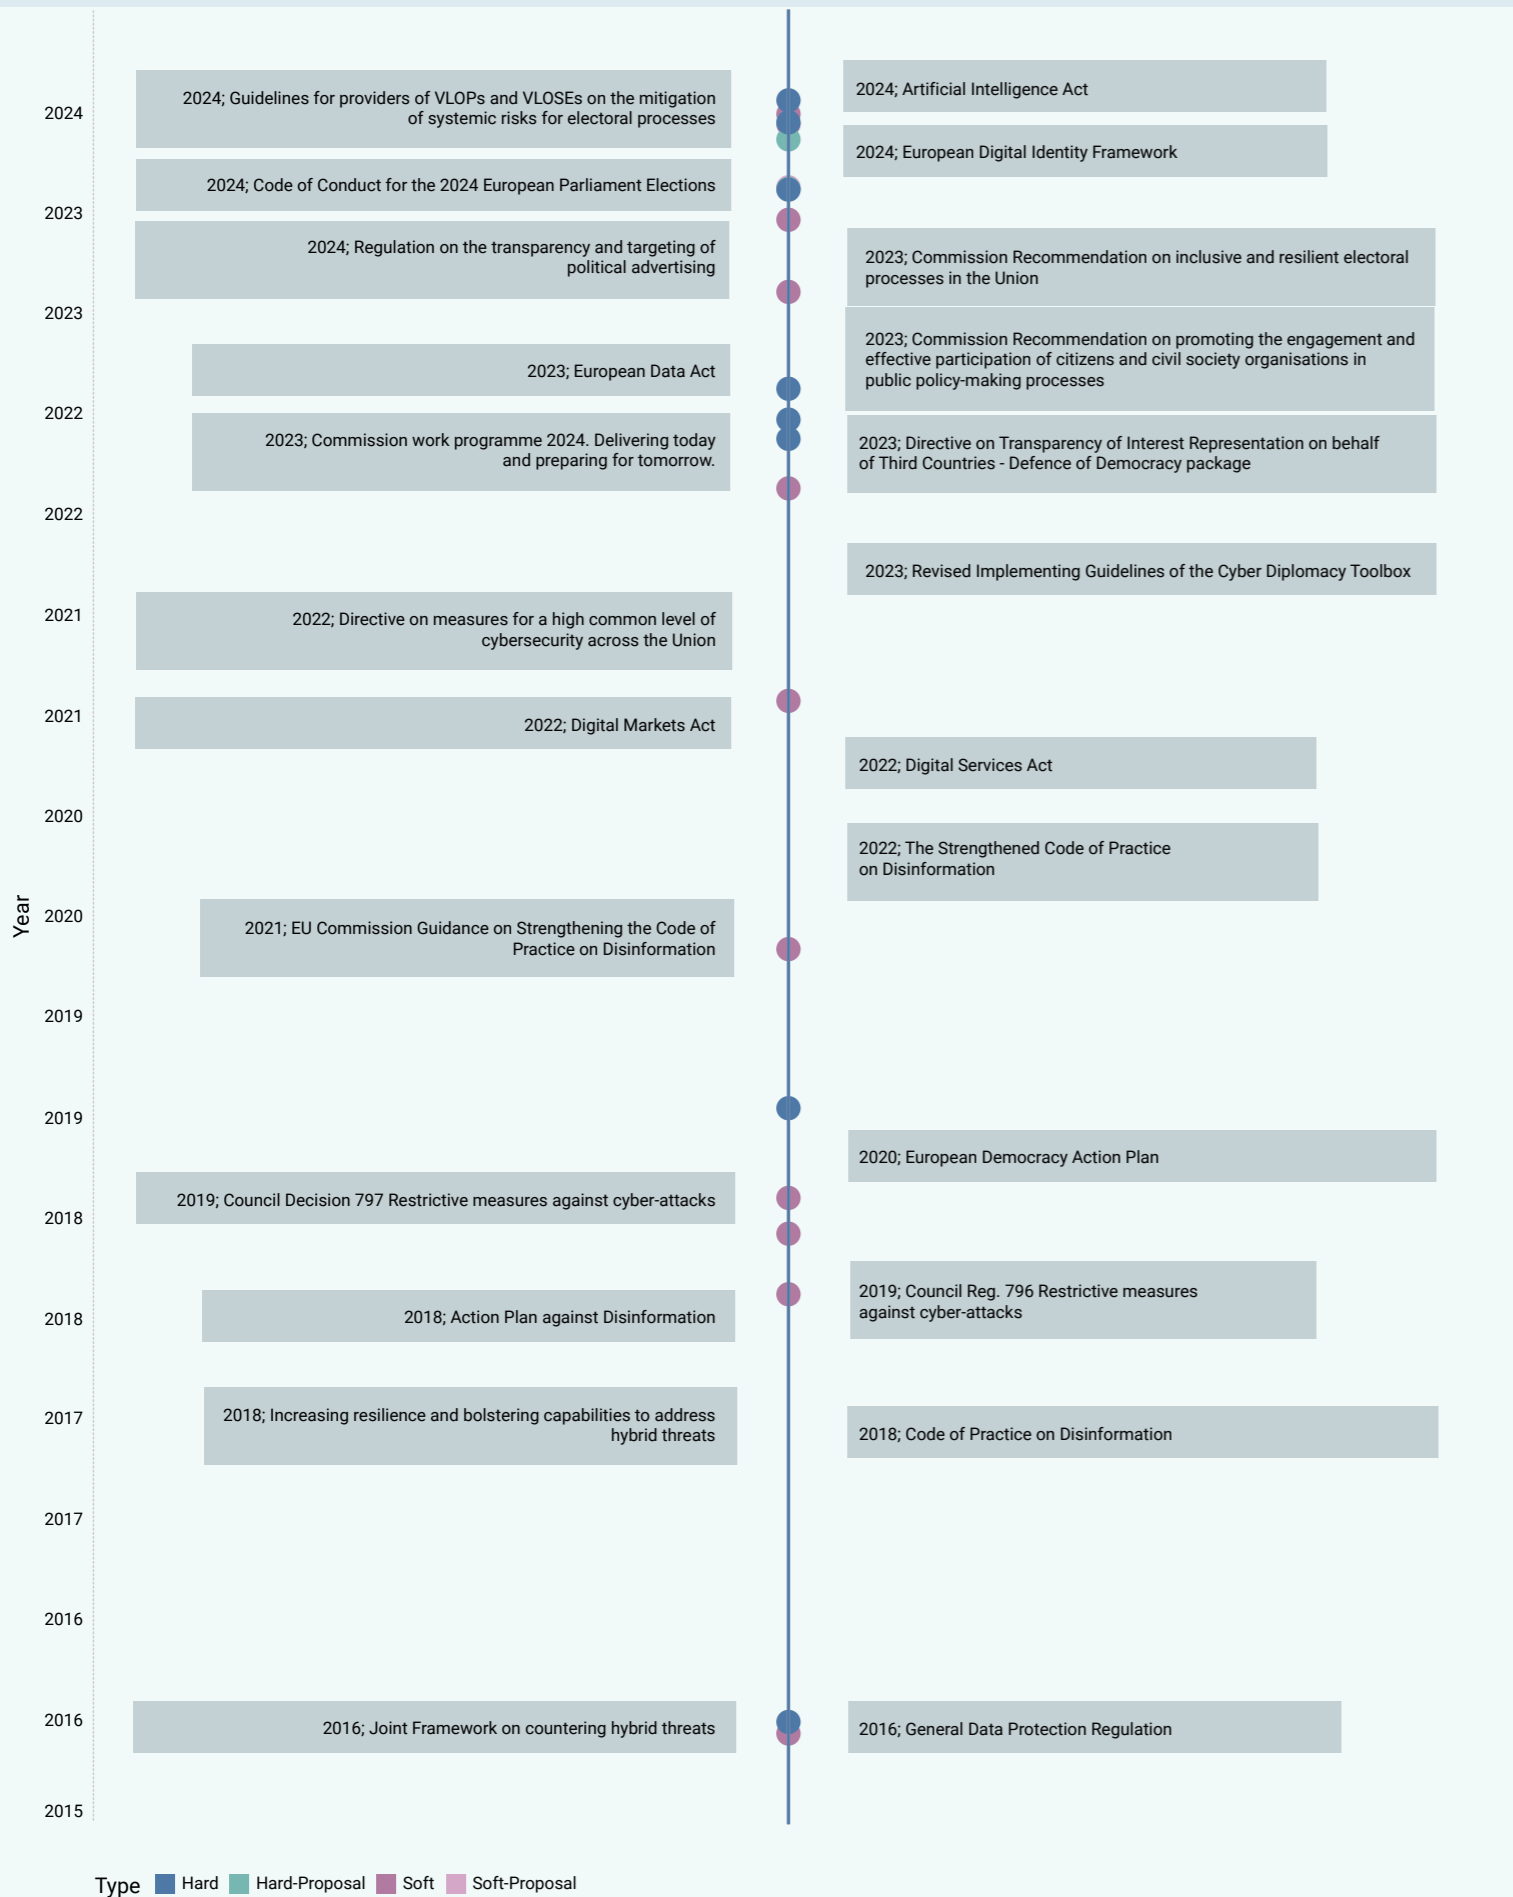 2024; Guidelines for providers of VLOPs and VLOSEs on the mitigation
of systemic risks for electoral processes
2024; Artificial Intelligence Act
2024
2024; European Digital Identity Framework
2024; Code of Conduct for the 2024 European Parliament Elections
2023
2024; Regulation on the transparency and targeting of
political advertising
2023; Commission Recommendation on inclusive and resilient electoral
processes in the Union
2023
2023; Commission Recommendation on promoting the engagement and
effective participation of citizens and civil society organisations in
public policy-making processes
2023; European Data Act
2022
2023; Commission work programme 2024. Delivering today
and preparing for tomorrow.
2023; Directive on Transparency of Interest Representation on behalf
of Third Countries - Defence of Democracy package
2022
2023; Revised Implementing Guidelines of the Cyber Diplomacy Toolbox
2021
2022; Directive on measures for a high common level of
cybersecurity across the Union
2021
2022; Digital Markets Act
2022; Digital Services Act
2020
2022; The Strengthened Code of Practice
on Disinformation
Year
2020
2021; EU Commission Guidance on Strengthening the Code of
Practice on Disinformation
2019
2019
2020; European Democracy Action Plan
2019; Council Decision 797 Restrictive measures against cyber-attacks
2018
2019; Council Reg. 796 Restrictive measures
against cyber-attacks
2018
2018; Action Plan against Disinformation
2017
2018; Increasing resilience and bolstering capabilities to address
hybrid threats
2018; Code of Practice on Disinformation
2017
2016
2016
2016; Joint Framework on countering hybrid threats
2016; General Data Protection Regulation
2015
Type Hard Hard-Proposal Soft Soft-Proposal